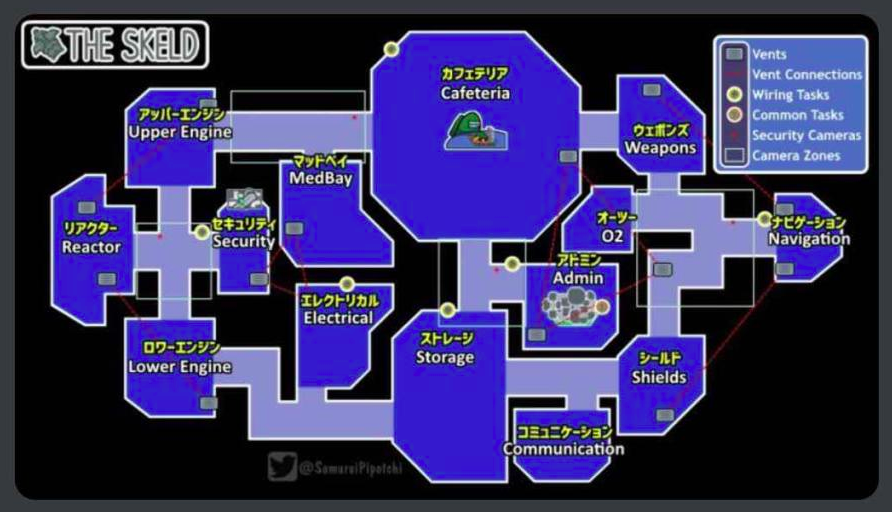 THE SKELD
Vents
Vent Connections
Wiring Tasks
Common Tasks
Security Cameras
Camera Zones
カフェテリア
Cafeteria
アッパーエンジン
Upper Engine
ウェポンズ
Weapons
マッドベイ
MedBay
リアクター
Reactor
セキュリティ
Security
オーツー
O2
ナビゲーション
Navigation
アドミン
Admin
エレクトリカル
Electrical
ストレージ
Storage
ロワーエンジン
Lower Engine
シールド
Shields
コミュニケーション
Communication
@SamuraiPipotchi